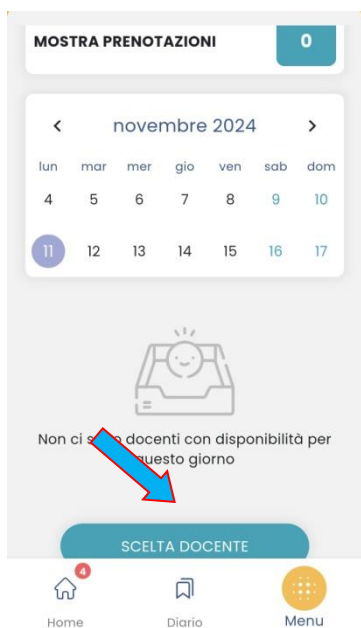 MOSTRA PRENOTAZIONI 0
< novembre 2024 >
lun mar mer gio ven sab dom
4 5 6 7 8 9 10
11 12 13 14 15 16 17
Non ci docenti con disponibilità per
questo giorno
SCELTA DOCENTE
4
Home Diario Menu